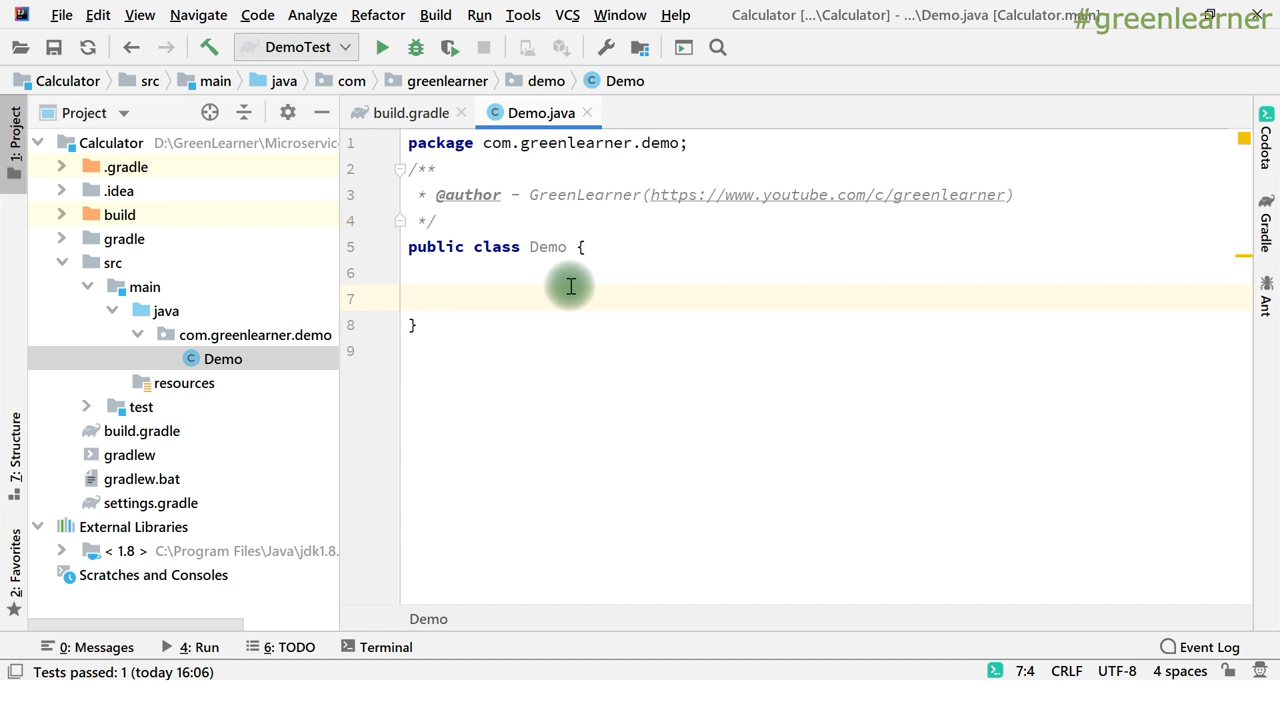 File Edit View Navigate Code Analyze Refactor Build Run Tools VCS Window Help Calculator [...\Calculator] - ...\Demo.java [Calculator.main]
#greenlearner
DemoTest
Calculator src main java com greenlearner demo Demo
1: Project
Project
build.gradle
Demo.java
Calculator D:\GreenLearner\Microservic
.gradle
.idea
build
gradle
src
main
java
com.greenlearner.demo
Demo
resources
test
build.gradle
gradlew
gradlew.bat
settings.gradle
External Libraries
< 1.8 > C:\Program Files\Java\jdk1.8.
Scratches and Consoles
7: Structure
2: Favorites
1 package com.greenlearner.demo;
2 /**
3 * @author - GreenLearner(https://www.youtube.com/c/greenlearner)
4 */
5 public class Demo {
6
7
8 }
9
Demo
Codota
Gradle
Ant
0: Messages 4: Run 6: TODO Terminal Event Log
Tests passed: 1 (today 16:06) 7:4 CRLF UTF-8 4 spaces